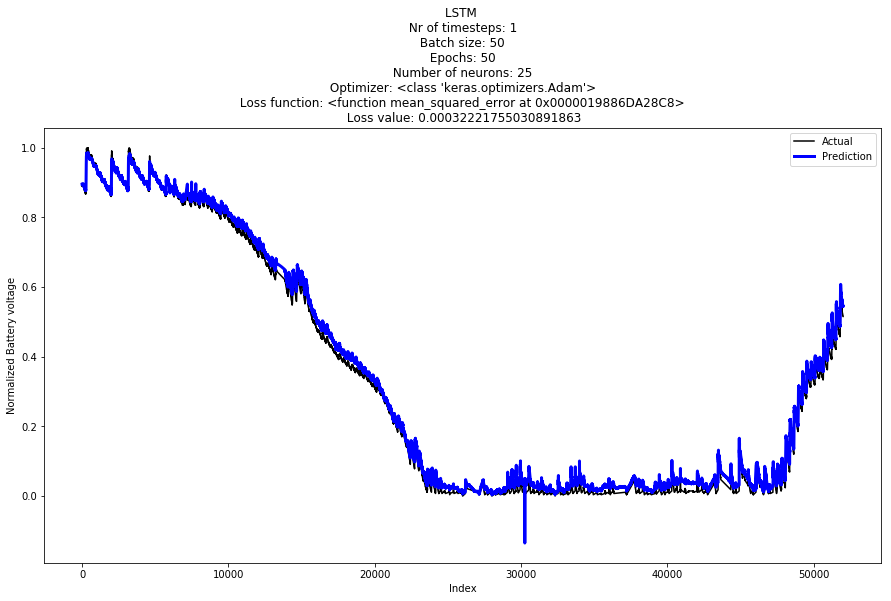 LSTM
Nr of timesteps: 1
Batch size: 50
Epochs: 50
Number of neurons: 25
Optimizer: <class 'keras.optimizers.Adam'>
Loss function: <function mean_squared_error at 0x0000019886DA28C8>
Loss value: 0.00032221755030891863
Actual
Prediction
1.0
0.8
0.6
0.4
0.2
0.0
Normalized Battery voltage
0 10000 20000 30000 40000 50000
Index